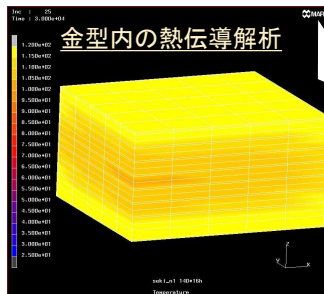 Inc : 25
Time : 3.000e+04
金型内の熱伝導解析
MAR
1.200e+02
1.150e+02
1.100e+02
1.050e+02
1.000e+02
9.500e+01
9.000e+01
8.500e+01
8.000e+01
7.500e+01
7.000e+01
6.500e+01
6.000e+01
5.500e+01
5.000e+01
4.500e+01
4.000e+01
3.500e+01
3.000e+01
2.500e+01
Z
Y
X
suki_n1 140*16h
Temperature